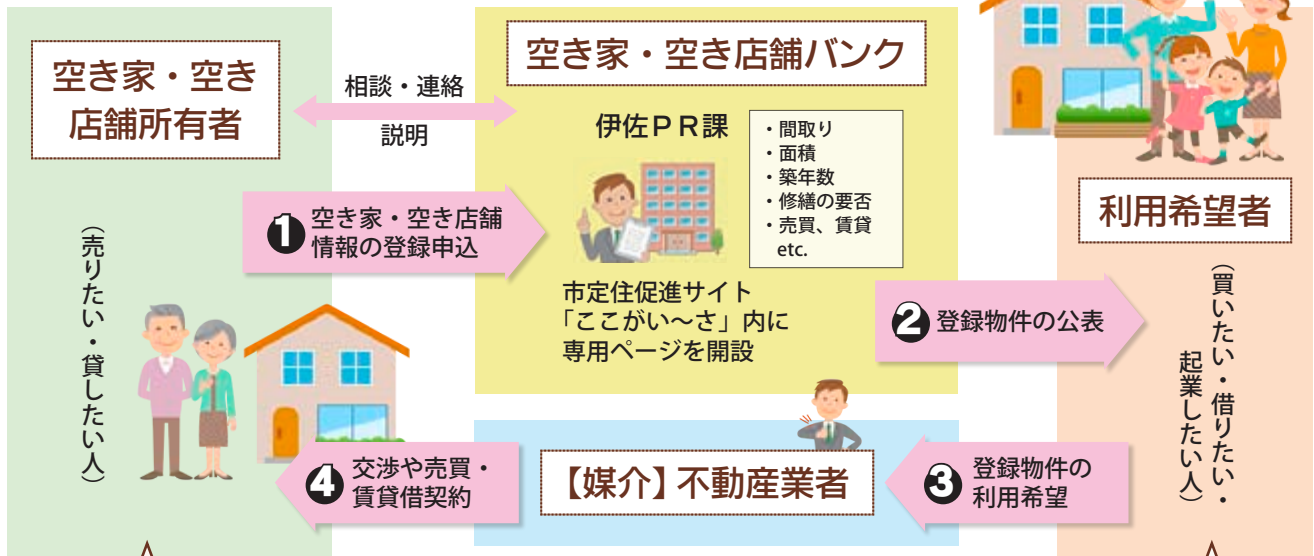 空き家・空き
店舗所有者
相談・連絡
説明
空き家・空き店舗バンク
伊佐ＰＲ課
・間取り
・面積
・築年数
・修繕の要否
・売買、賃貸
etc.
市定住促進サイト
「ここがい～さ」内に
専用ページを開設
❶ 空き家・空き店舗
情報の登録申込
（売りたい・貸したい人）
❷ 登録物件の公表
利用希望者
（買いたい・借りたい・
起業したい人）
❸ 登録物件の
利用希望
【媒介】不動産業者
❹ 交渉や売買・
賃貸借契約